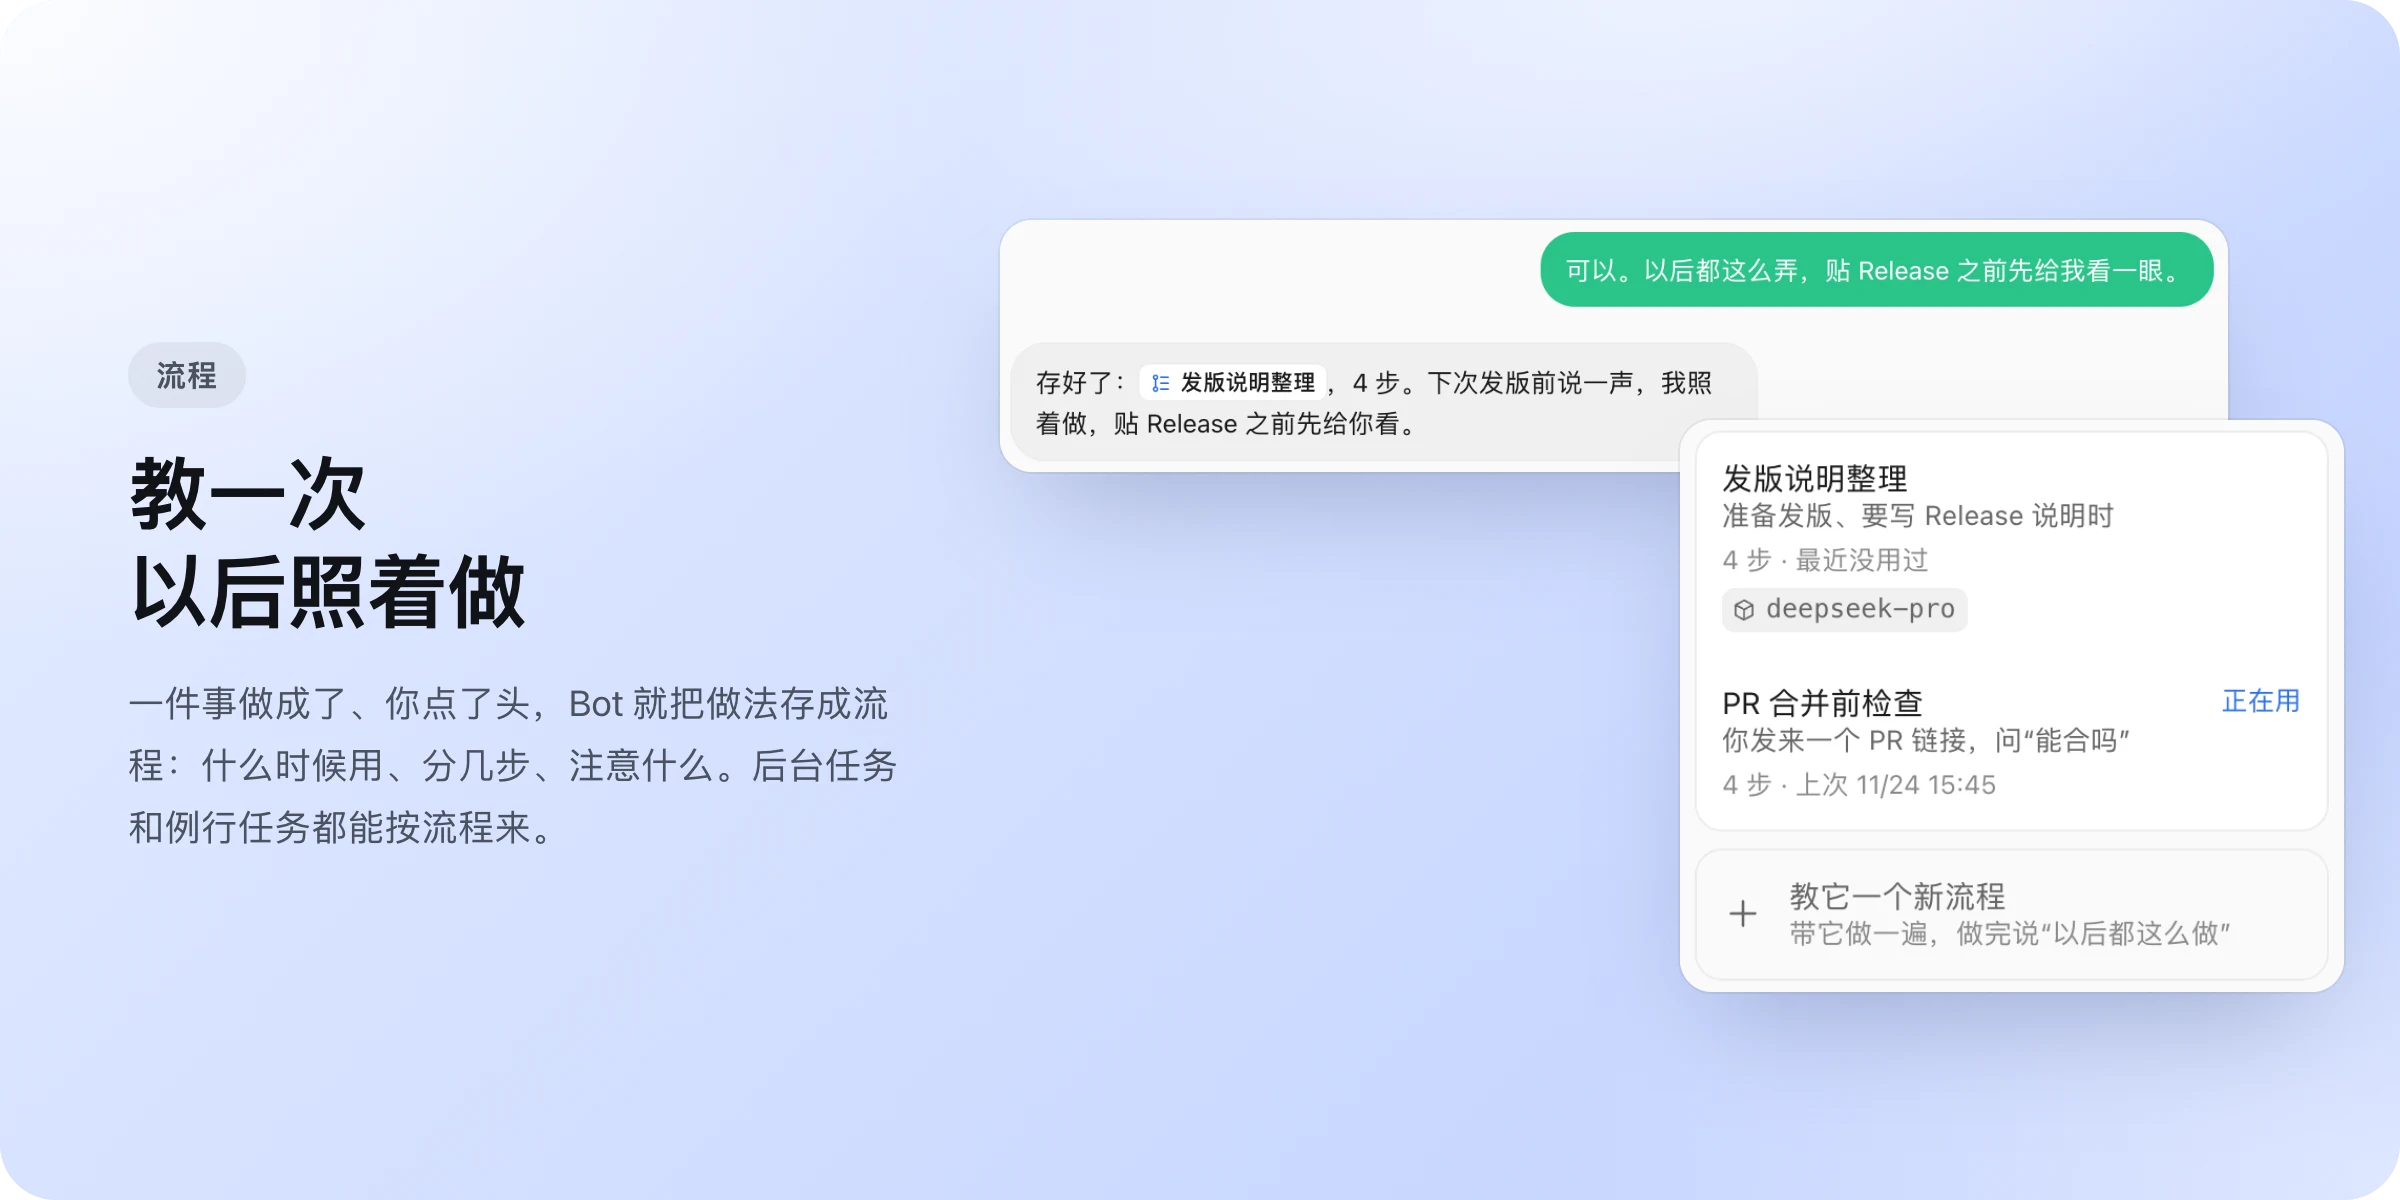 流程
教一次
以后照着做
一件事做成了、你点了头，Bot 就把做法存成流
程：什么时候用、分几步、注意什么。后台任务
和例行任务都能按流程来。
可以。以后都这么弄，贴 Release 之前先给我看一眼。
存好了：发版说明整理，4 步。下次发版前说一声，我照
着做，贴 Release 之前先给你看。
发版说明整理
准备发版、要写 Release 说明时
4 步 · 最近没用过
deepseek-pro
PR 合并前检查
正在用
你发来一个 PR 链接，问“能合吗”
4 步 · 上次 11/24 15:45
教它一个新流程
带它做一遍，做完说“以后都这么做”